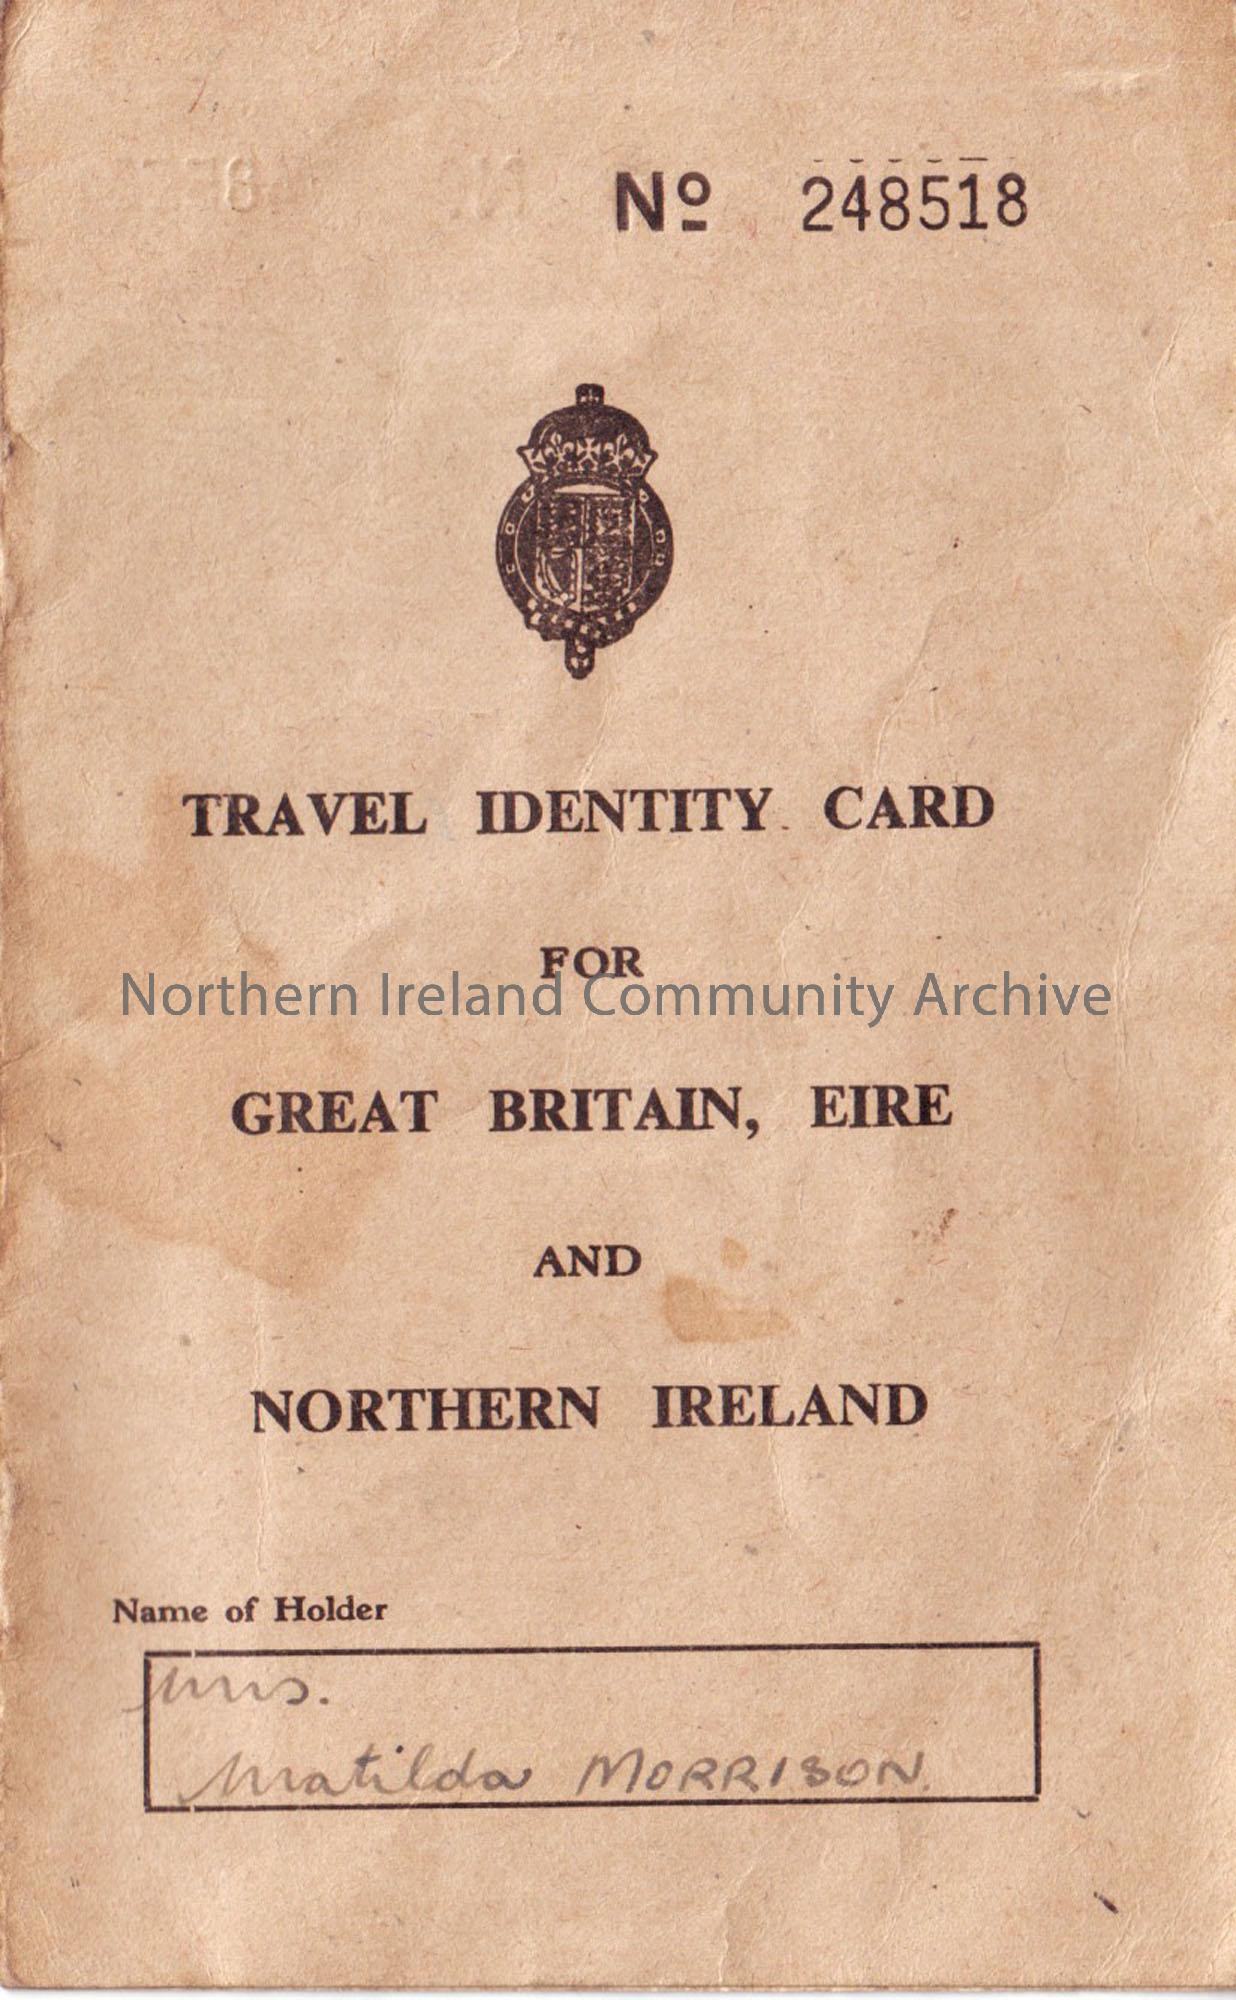 Nº 248518
TRAVEL IDENTITY CARD
FOR
Northern Ireland Community Archive
GREAT BRITAIN, EIRE
AND
NORTHERN IRELAND
Name of Holder
Mrs.
Matilda MORRISON.